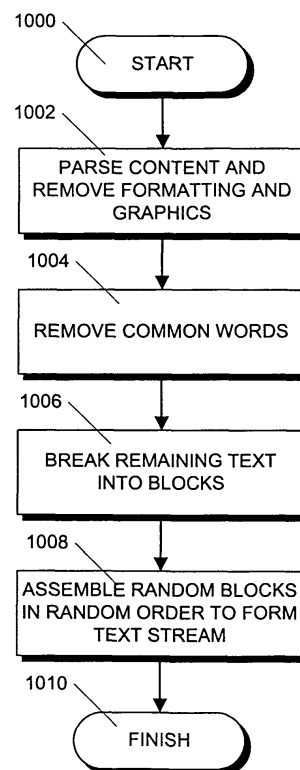 1000
START
1002
PARSE CONTENT AND
REMOVE FORMATTING AND
GRAPHICS
1004
REMOVE COMMON WORDS
1006
BREAK REMAINING TEXT
INTO BLOCKS
1008
ASSEMBLE RANDOM BLOCKS
IN RANDOM ORDER TO FORM
TEXT STREAM
1010
FINISH